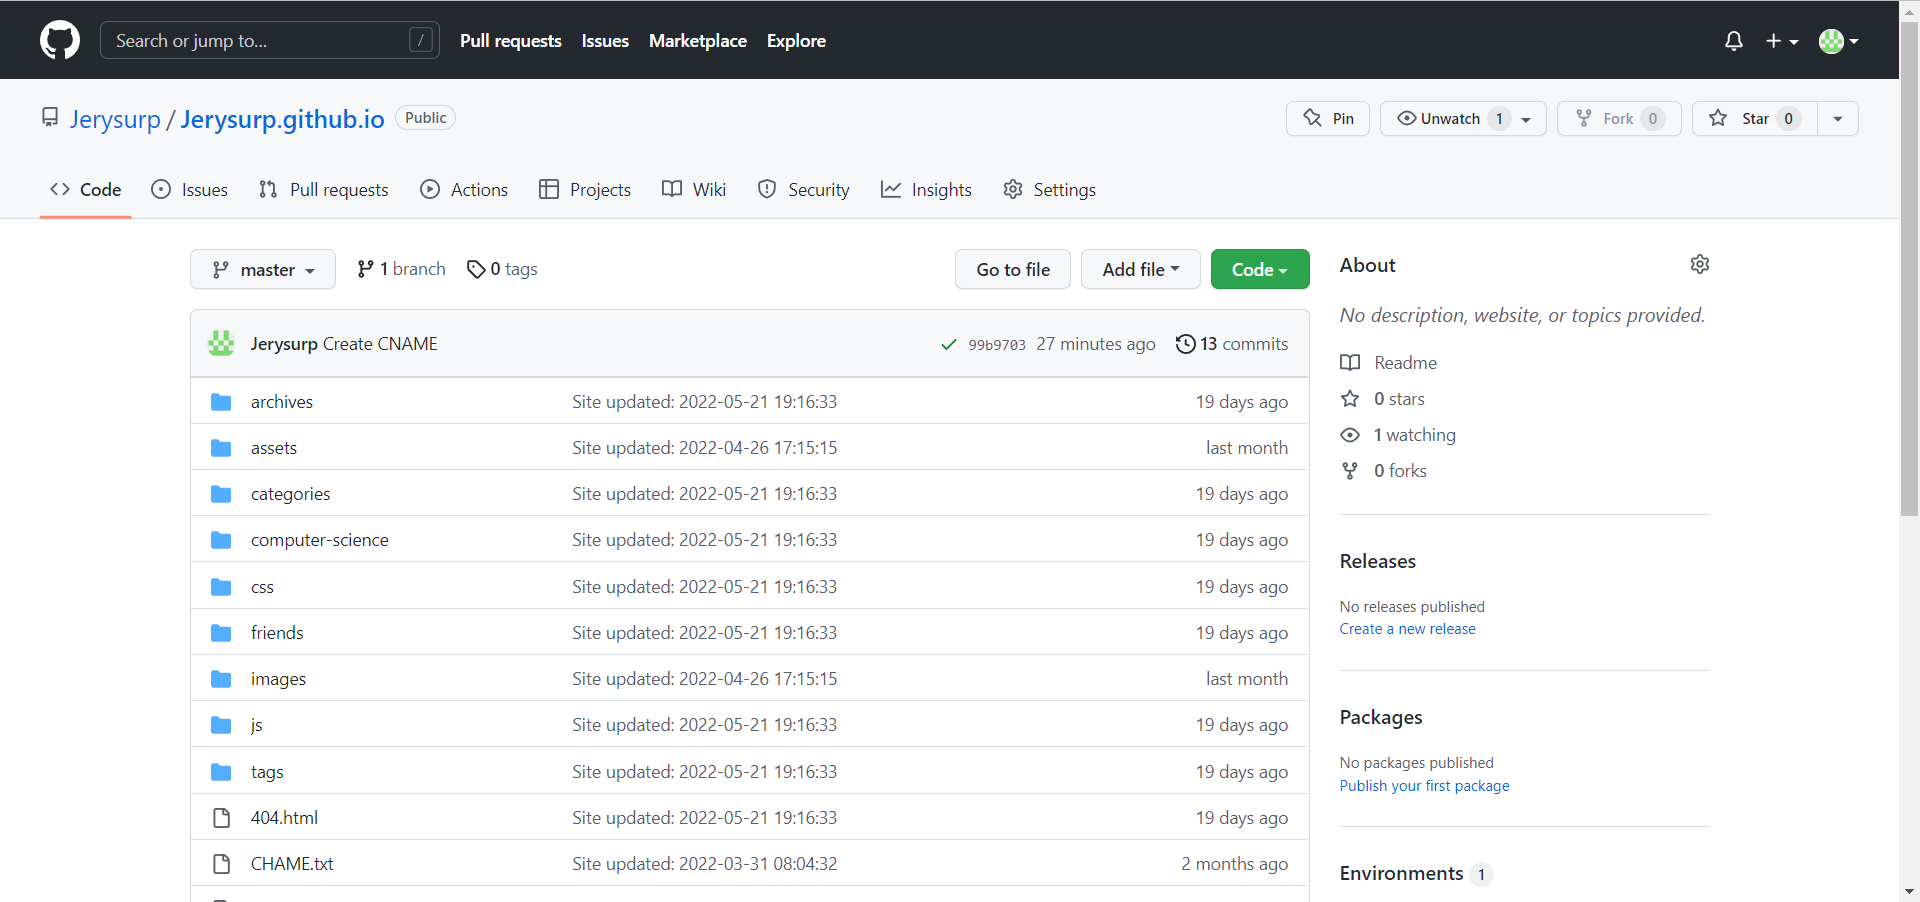 Search or jump to... / Pull requests Issues Marketplace Explore
Jerysurp / Jerysurp.github.io Public Pin Unwatch 1 Fork 0 Star 0
Code Issues Pull requests Actions Projects Wiki Security Insights Settings
master 1 branch 0 tags Go to file Add file Code
Jerysurp Create CNAME 99b9703 27 minutes ago 13 commits
archives Site updated: 2022-05-21 19:16:33 19 days ago
assets Site updated: 2022-04-26 17:15:15 last month
categories Site updated: 2022-05-21 19:16:33 19 days ago
computer-science Site updated: 2022-05-21 19:16:33 19 days ago
css Site updated: 2022-05-21 19:16:33 19 days ago
friends Site updated: 2022-05-21 19:16:33 19 days ago
images Site updated: 2022-04-26 17:15:15 last month
js Site updated: 2022-05-21 19:16:33 19 days ago
tags Site updated: 2022-05-21 19:16:33 19 days ago
404.html Site updated: 2022-05-21 19:16:33 19 days ago
CHAME.txt Site updated: 2022-03-31 08:04:32 2 months ago
About
No description, website, or topics provided.
Readme
0 stars
1 watching
0 forks
Releases
No releases published
Create a new release
Packages
No packages published
Publish your first package
Environments 1